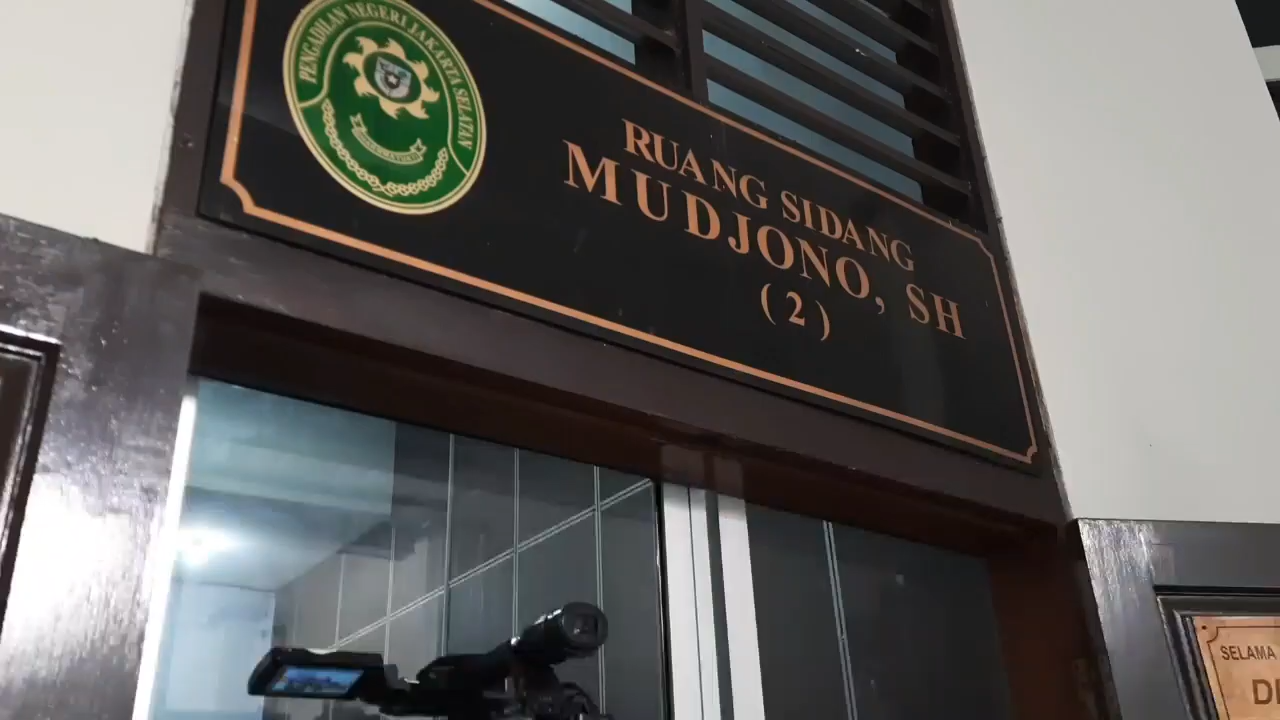 PENGADILAN NEGERI JAKARTA SELATAN
RUANG SIDANG
MUDJONO, SH
(2)
SELAMA